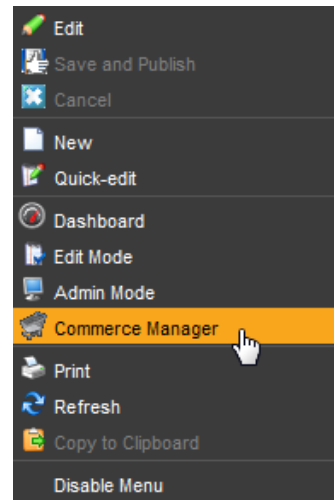 Edit
Save and Publish
Cancel
New
Quick-edit
Dashboard
Edit Mode
Admin Mode
Commerce Manager
Print
Refresh
Copy to Clipboard
Disable Menu